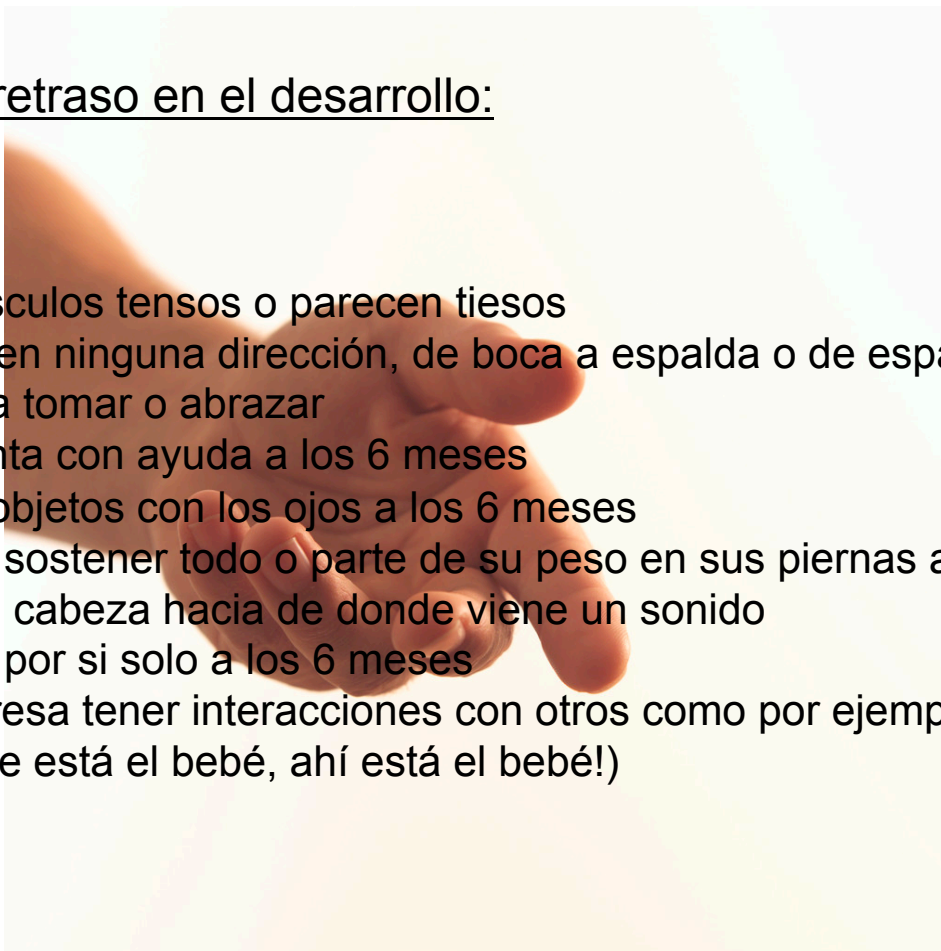 retraso en el desarrollo:
sculos tensos o parecen tiesos
en ninguna dirección, de boca a espalda o de espa
a tomar o abrazar
nta con ayuda a los 6 meses
objetos con los ojos a los 6 meses
sostener todo o parte de su peso en sus piernas a
cabeza hacia de donde viene un sonido
por si solo a los 6 meses
resa tener interacciones con otros como por ejemp
e está el bebé, ahí está el bebé!)